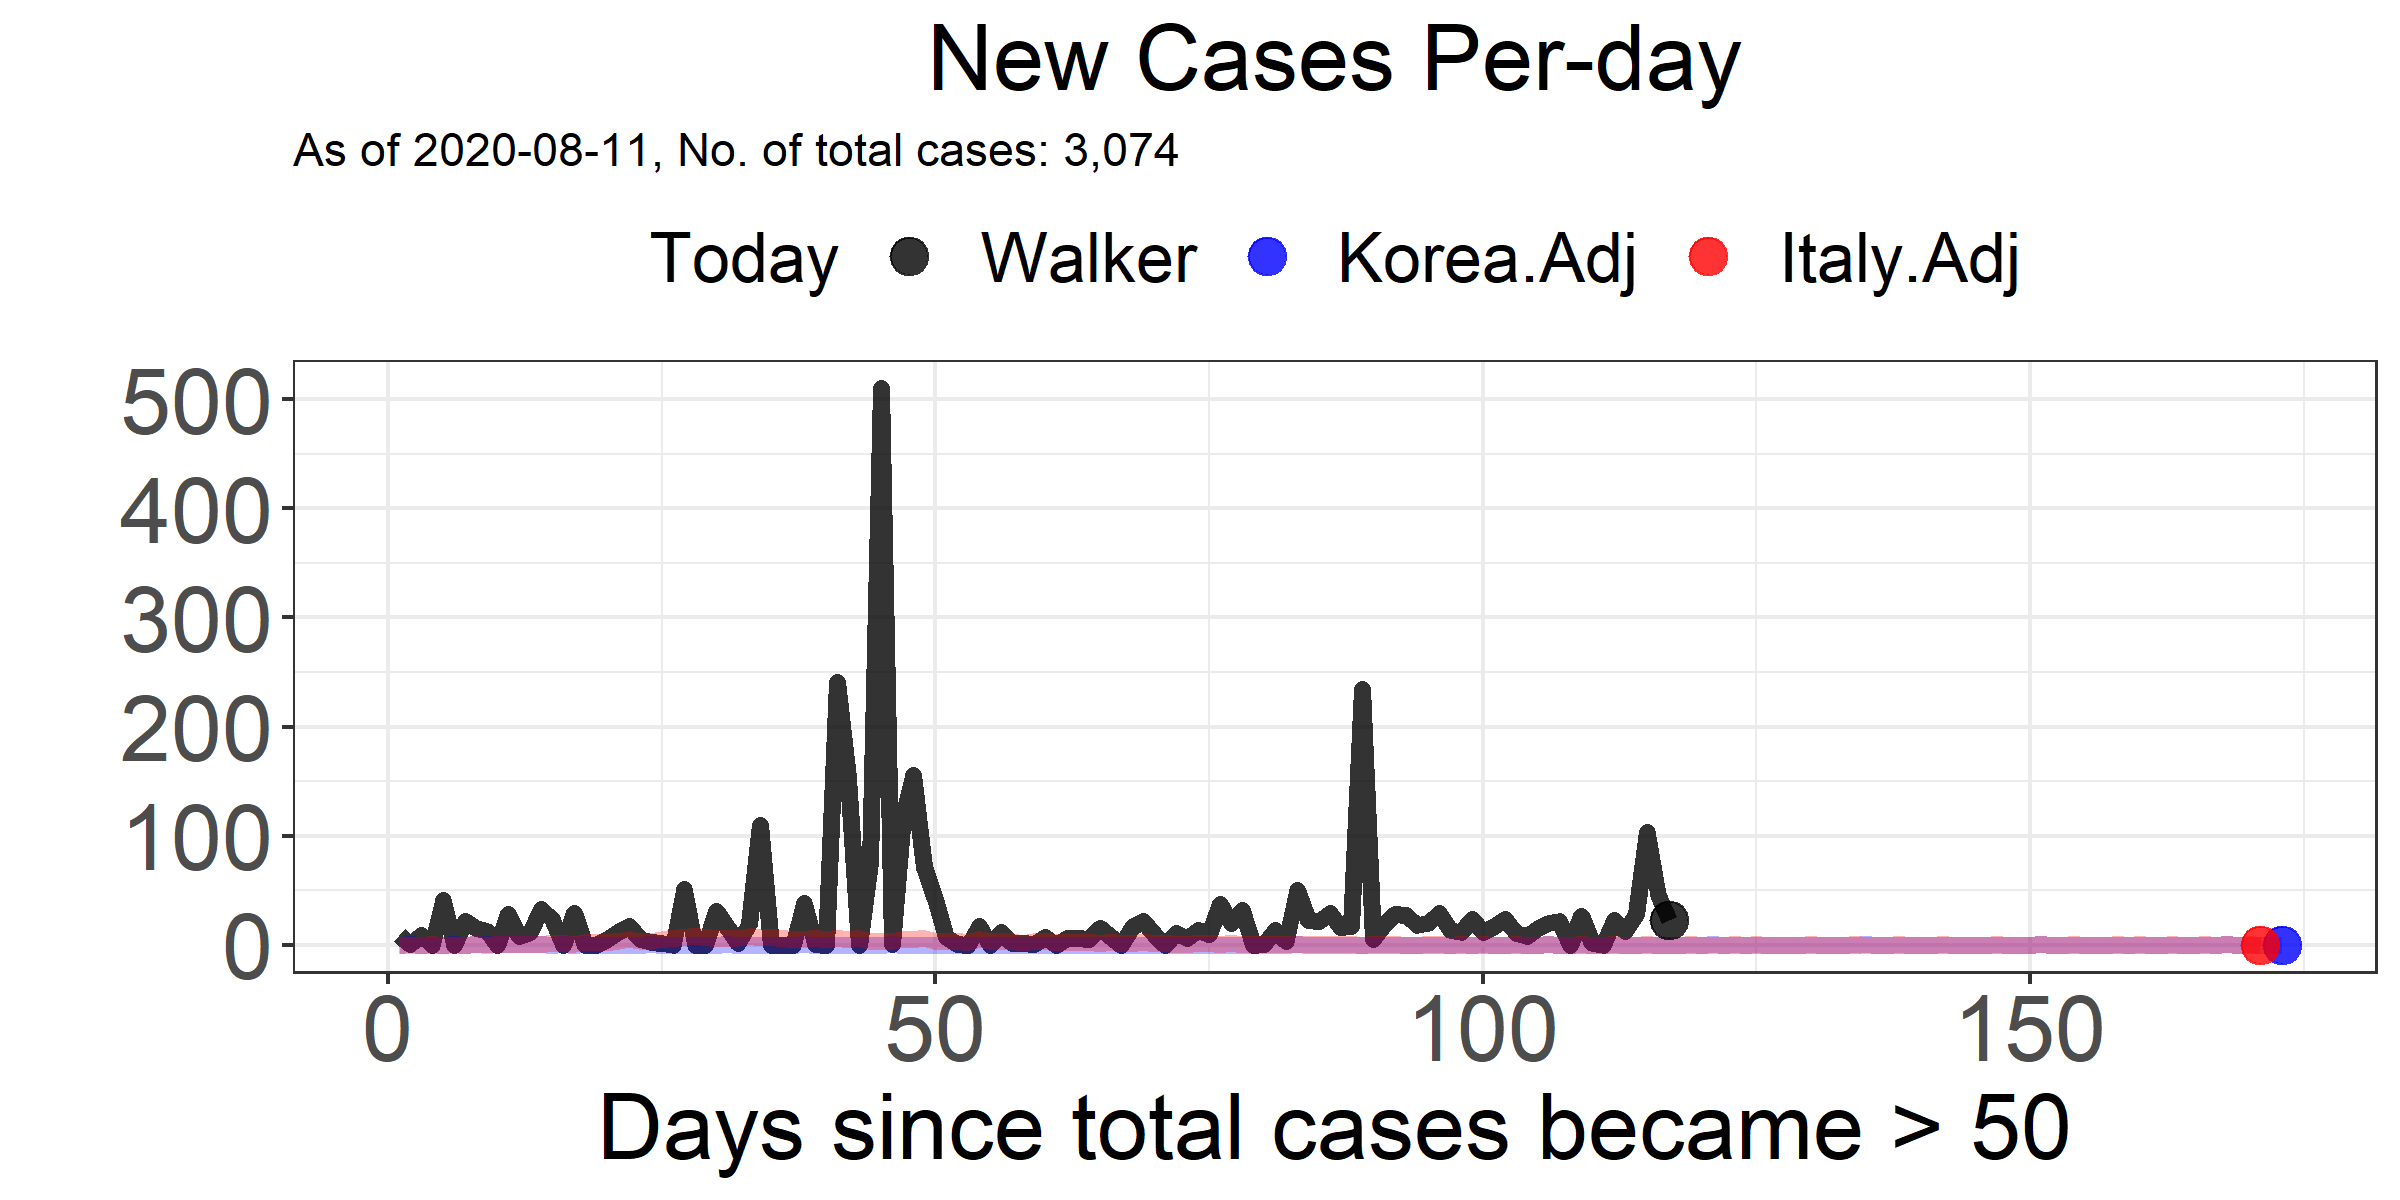 New Cases Per-day
As of 2020-08-11, No. of total cases: 3,074
Today Walker Korea.Adj Italy.Adj
500
400
300
200
100
0
0 50 100 150
Days since total cases became > 50